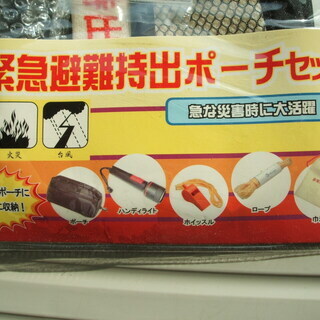 緊急避難持出ポーチセッ
急な災害時に大活躍
火災
台風
ポーチに
収納！
ポーチ
ハンディライト
ホイッスル
ロープ